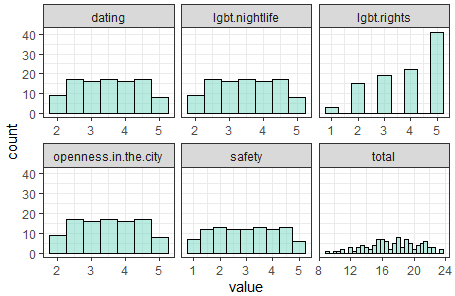 dating
lgbt.nightlife
lgbt.rights
40
30
20
10
0
2 3 4 5
2 3 4 5
1 2 3 4 5
count
openness.in.the.city
safety
total
40
30
20
10
0
2 3 4 5
1 2 3 4 5
8 12 16 20 24
value